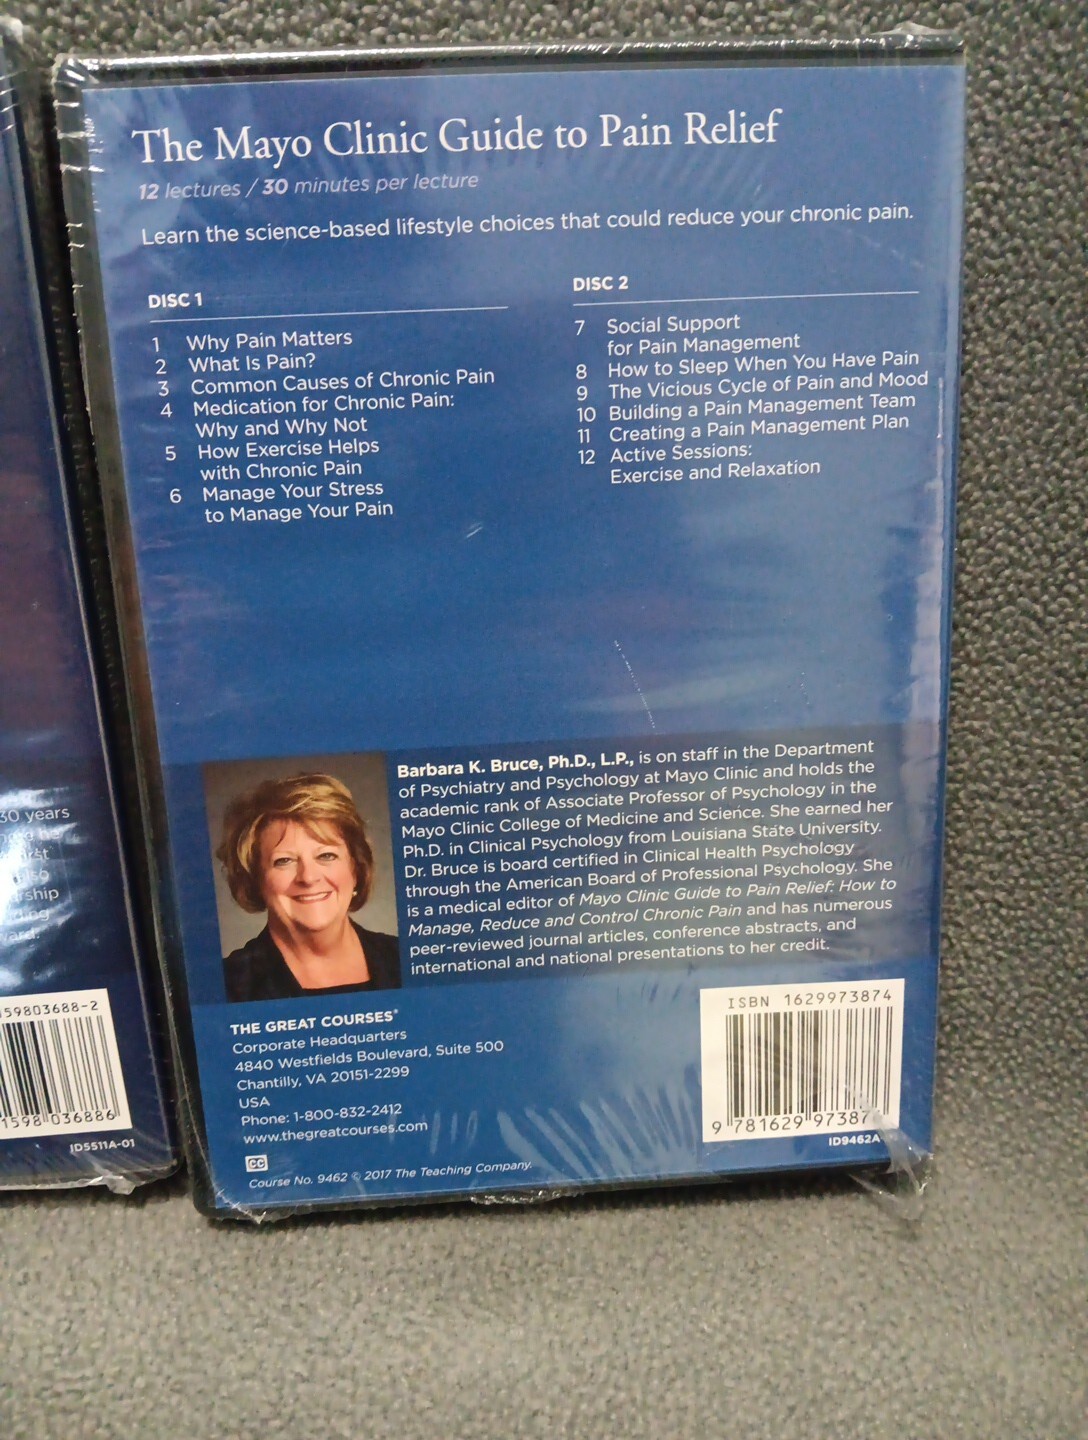 The Mayo Clinic Guide to Pain Relief
12 lectures / 30 minutes per lecture
Learn the science-based lifestyle choices that could reduce your chronic pain.
DISC 1
1 Why Pain Matters
2 What Is Pain?
3 Common Causes of Chronic Pain
4 Medication for Chronic Pain:
Why and Why Not
5 How Exercise Helps
with Chronic Pain
6 Manage Your Stress
to Manage Your Pain
DISC 2
7 Social Support
for Pain Management
8 How to Sleep When You Have Pain
9 The Vicious Cycle of Pain and Mood
10 Building a Pain Management Team
11 Creating a Pain Management Plan
12 Active Sessions:
Exercise and Relaxation
Barbara K. Bruce, Ph.D., L.P., is on staff in the Department
of Psychiatry and Psychology at Mayo Clinic and holds the
academic rank of Associate Professor of Psychology in the
Mayo Clinic College of Medicine and Science. She earned her
Ph.D. in Clinical Psychology from Louisiana State University.
Dr. Bruce is board certified in Clinical Health Psychology
through the American Board of Professional Psychology. She
is a medical editor of Mayo Clinic Guide to Pain Relief: How to
Manage, Reduce and Control Chronic Pain and has numerous
peer-reviewed journal articles, conference abstracts, and
international and national presentations to her credit.
THE GREAT COURSES®
Corporate Headquarters
4840 Westfields Boulevard, Suite 500
Chantilly, VA 20151-2299
USA
Phone: 1-800-832-2412
www.thegreatcourses.com
CC
Course No. 9462 © 2017 The Teaching Company.
ISBN 1629973874
9 781629 97387
ID9462A
30 years
59803688-2
1598 036886
ID5511A-01